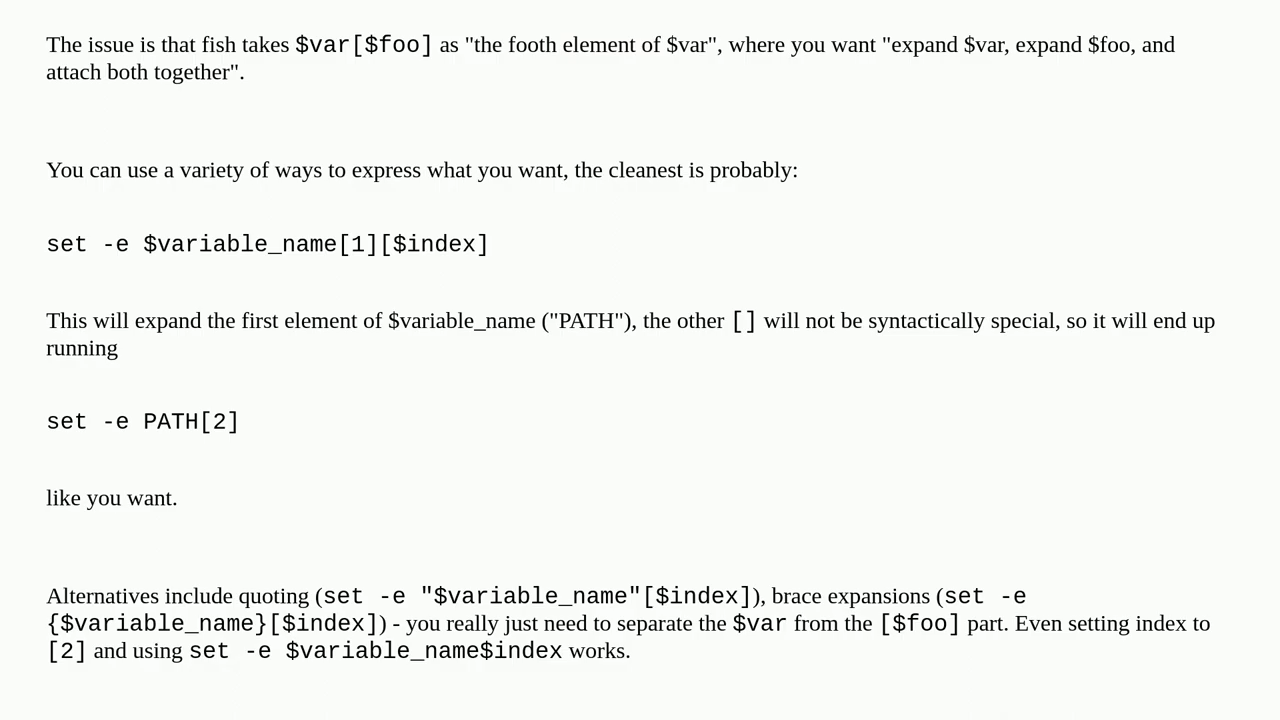 The issue is that fish takes $var[$foo] as "the footh element of $var", where you want "expand $var, expand $foo, and
attach both together".
You can use a variety of ways to express what you want, the cleanest is probably:
set -e $variable_name[1][$index]
This will expand the first element of $variable_name ("PATH"), the other [] will not be syntactically special, so it will end up
running
set -e PATH[2]
like you want.
Alternatives include quoting (set -e "$variable_name"[$index]), brace expansions (set -e
{$variable_name}[$index]) - you really just need to separate the $var from the [$foo] part. Even setting index to
[2] and using set -e $variable_name$index works.